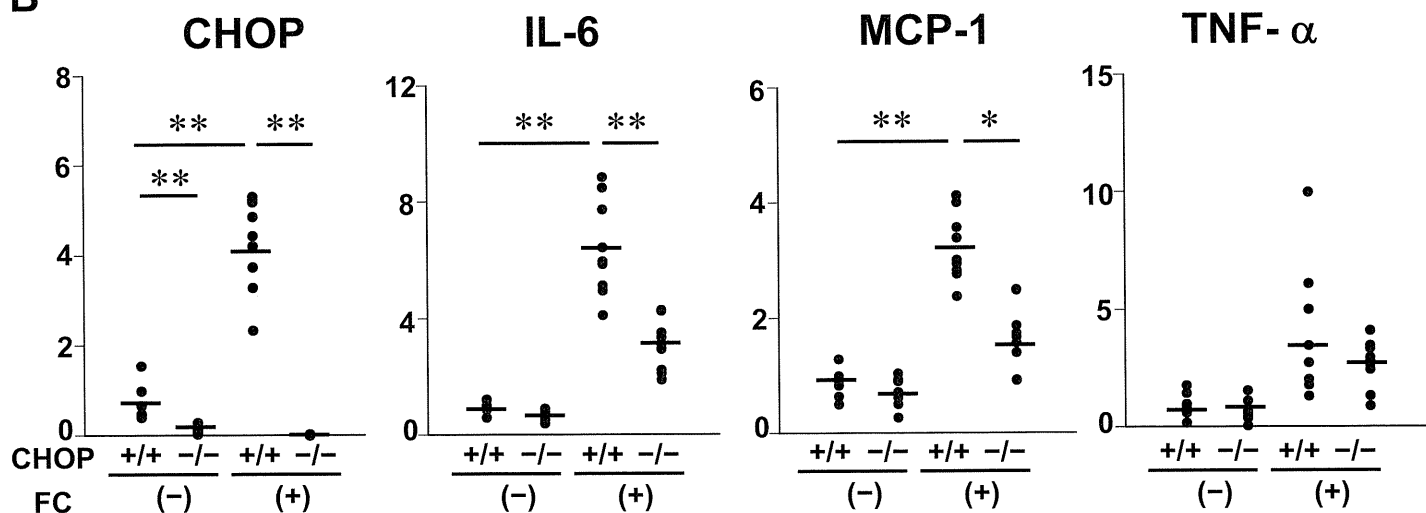 B
CHOP IL-6 MCP-1 TNF- α
8 12 6 15
** ** ** ** ** *
6 ** 8 4 10
4 4 2 5
2
0 0 0 0
CHOP +/+ −/− +/+ −/− +/+ −/− +/+ −/− +/+ −/− +/+ −/− +/+ −/− +/+ −/−
FC (−) (+) (−) (+) (−) (+) (−) (+)